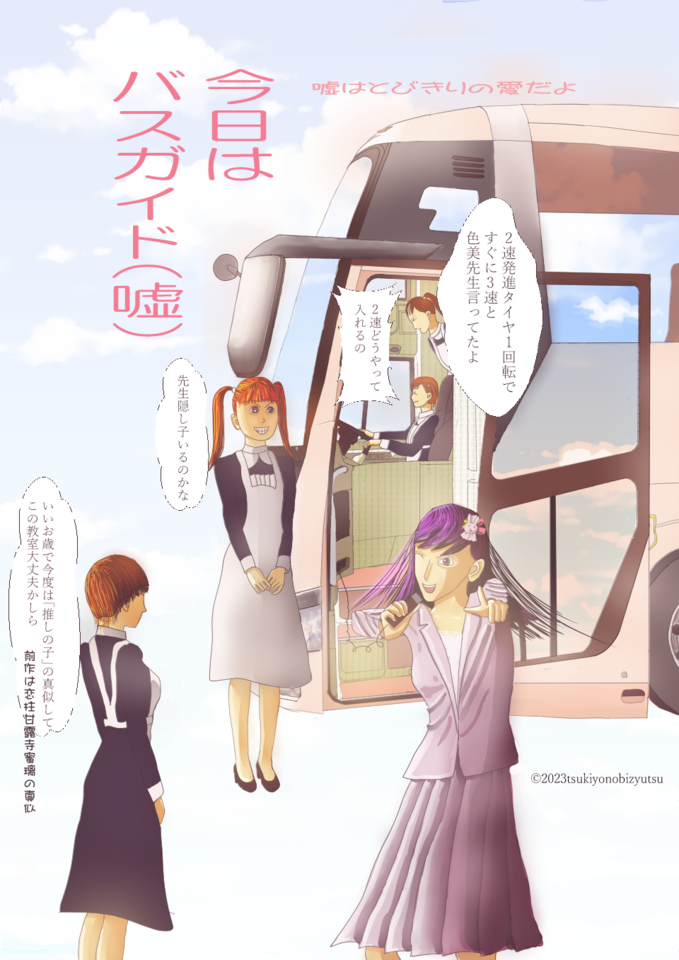 嘘はとびきりの愛だよ
今日は
バスガイド(嘘)
2速発進タイヤ1回転で
すぐに3速と
色美先生言ってたよ
2速どうやって
入れるの
先生隠し子いるのかな
いいお歳で今度は「推しの子」の真似して
この教室大丈夫かしら
前作は恋柱甘露寺蜜璃の真似
©2023tsukiyonobizyutsu